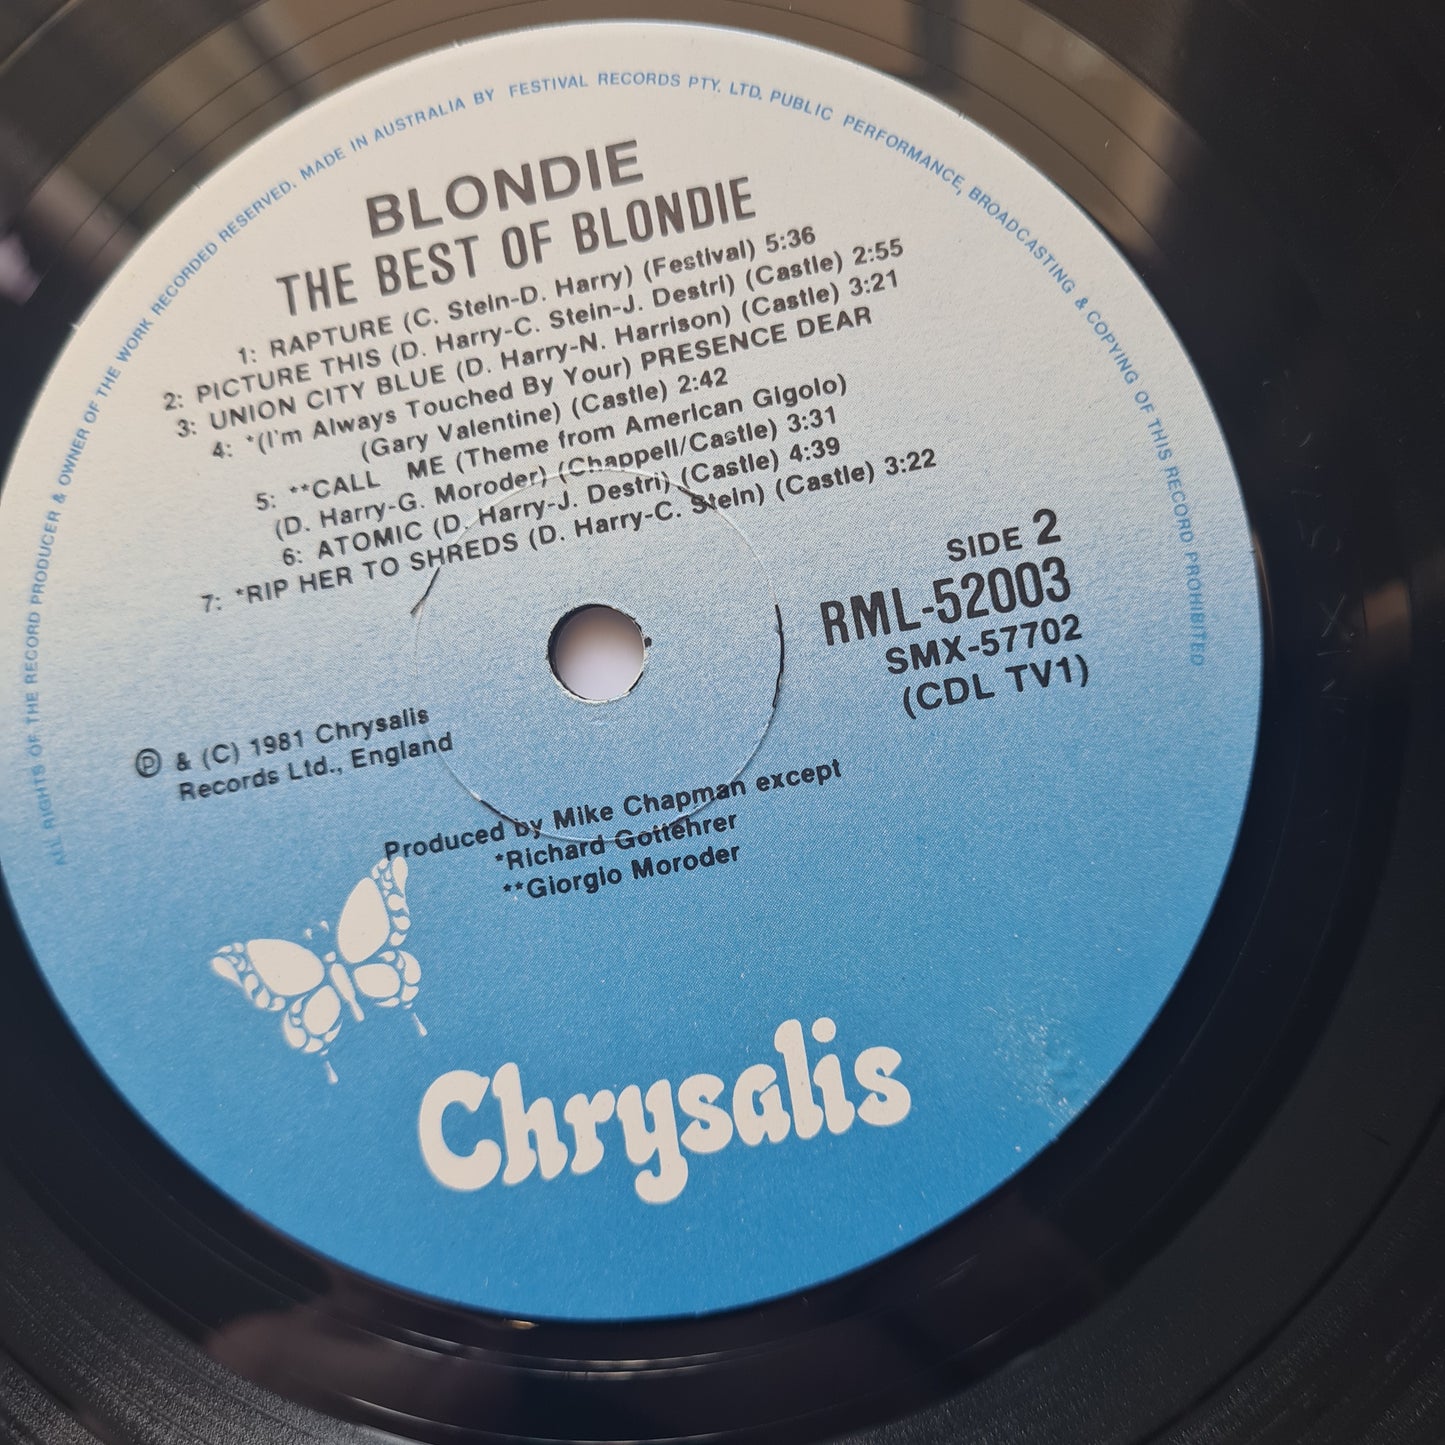 ALL RIGHTS OF THE RECORD PRODUCER & OWNER OF THE WORK RECORDED RESERVED. MADE IN AUSTRALIA BY FESTIVAL RECORDS PTY. LTD. PUBLIC PERFORMANCE, BROADCASTING & COPYING OF THIS RECORD PROHIBITED
BLONDIE
THE BEST OF BLONDIE
1: RAPTURE (C. Stein-D. Harry) (Festival) 5:36
2: PICTURE THIS (D. Harry-C. Stein-J. Destri) (Castle) 2:55
3: UNION CITY BLUE (D. Harry-N. Harrison) (Castle) 3:21
4: *(I'm Always Touched By Your) PRESENCE DEAR
(Gary Valentine) (Castle) 2:42
5: **CALL ME (Theme from American Gigolo)
(D. Harry-G. Moroder) (Chappell/Castle) 3:31
6: ATOMIC (D. Harry-J. Destri) (Castle) 4:39
7: *RIP HER TO SHREDS (D. Harry-C. Stein) (Castle) 3:22
SIDE 2
RML-52003
SMX-57702
(CDL TV1)
℗ & (C) 1981 Chrysalis
Records Ltd., England
Produced by Mike Chapman except
*Richard Gottehrer
**Giorgio Moroder
Chrysalis